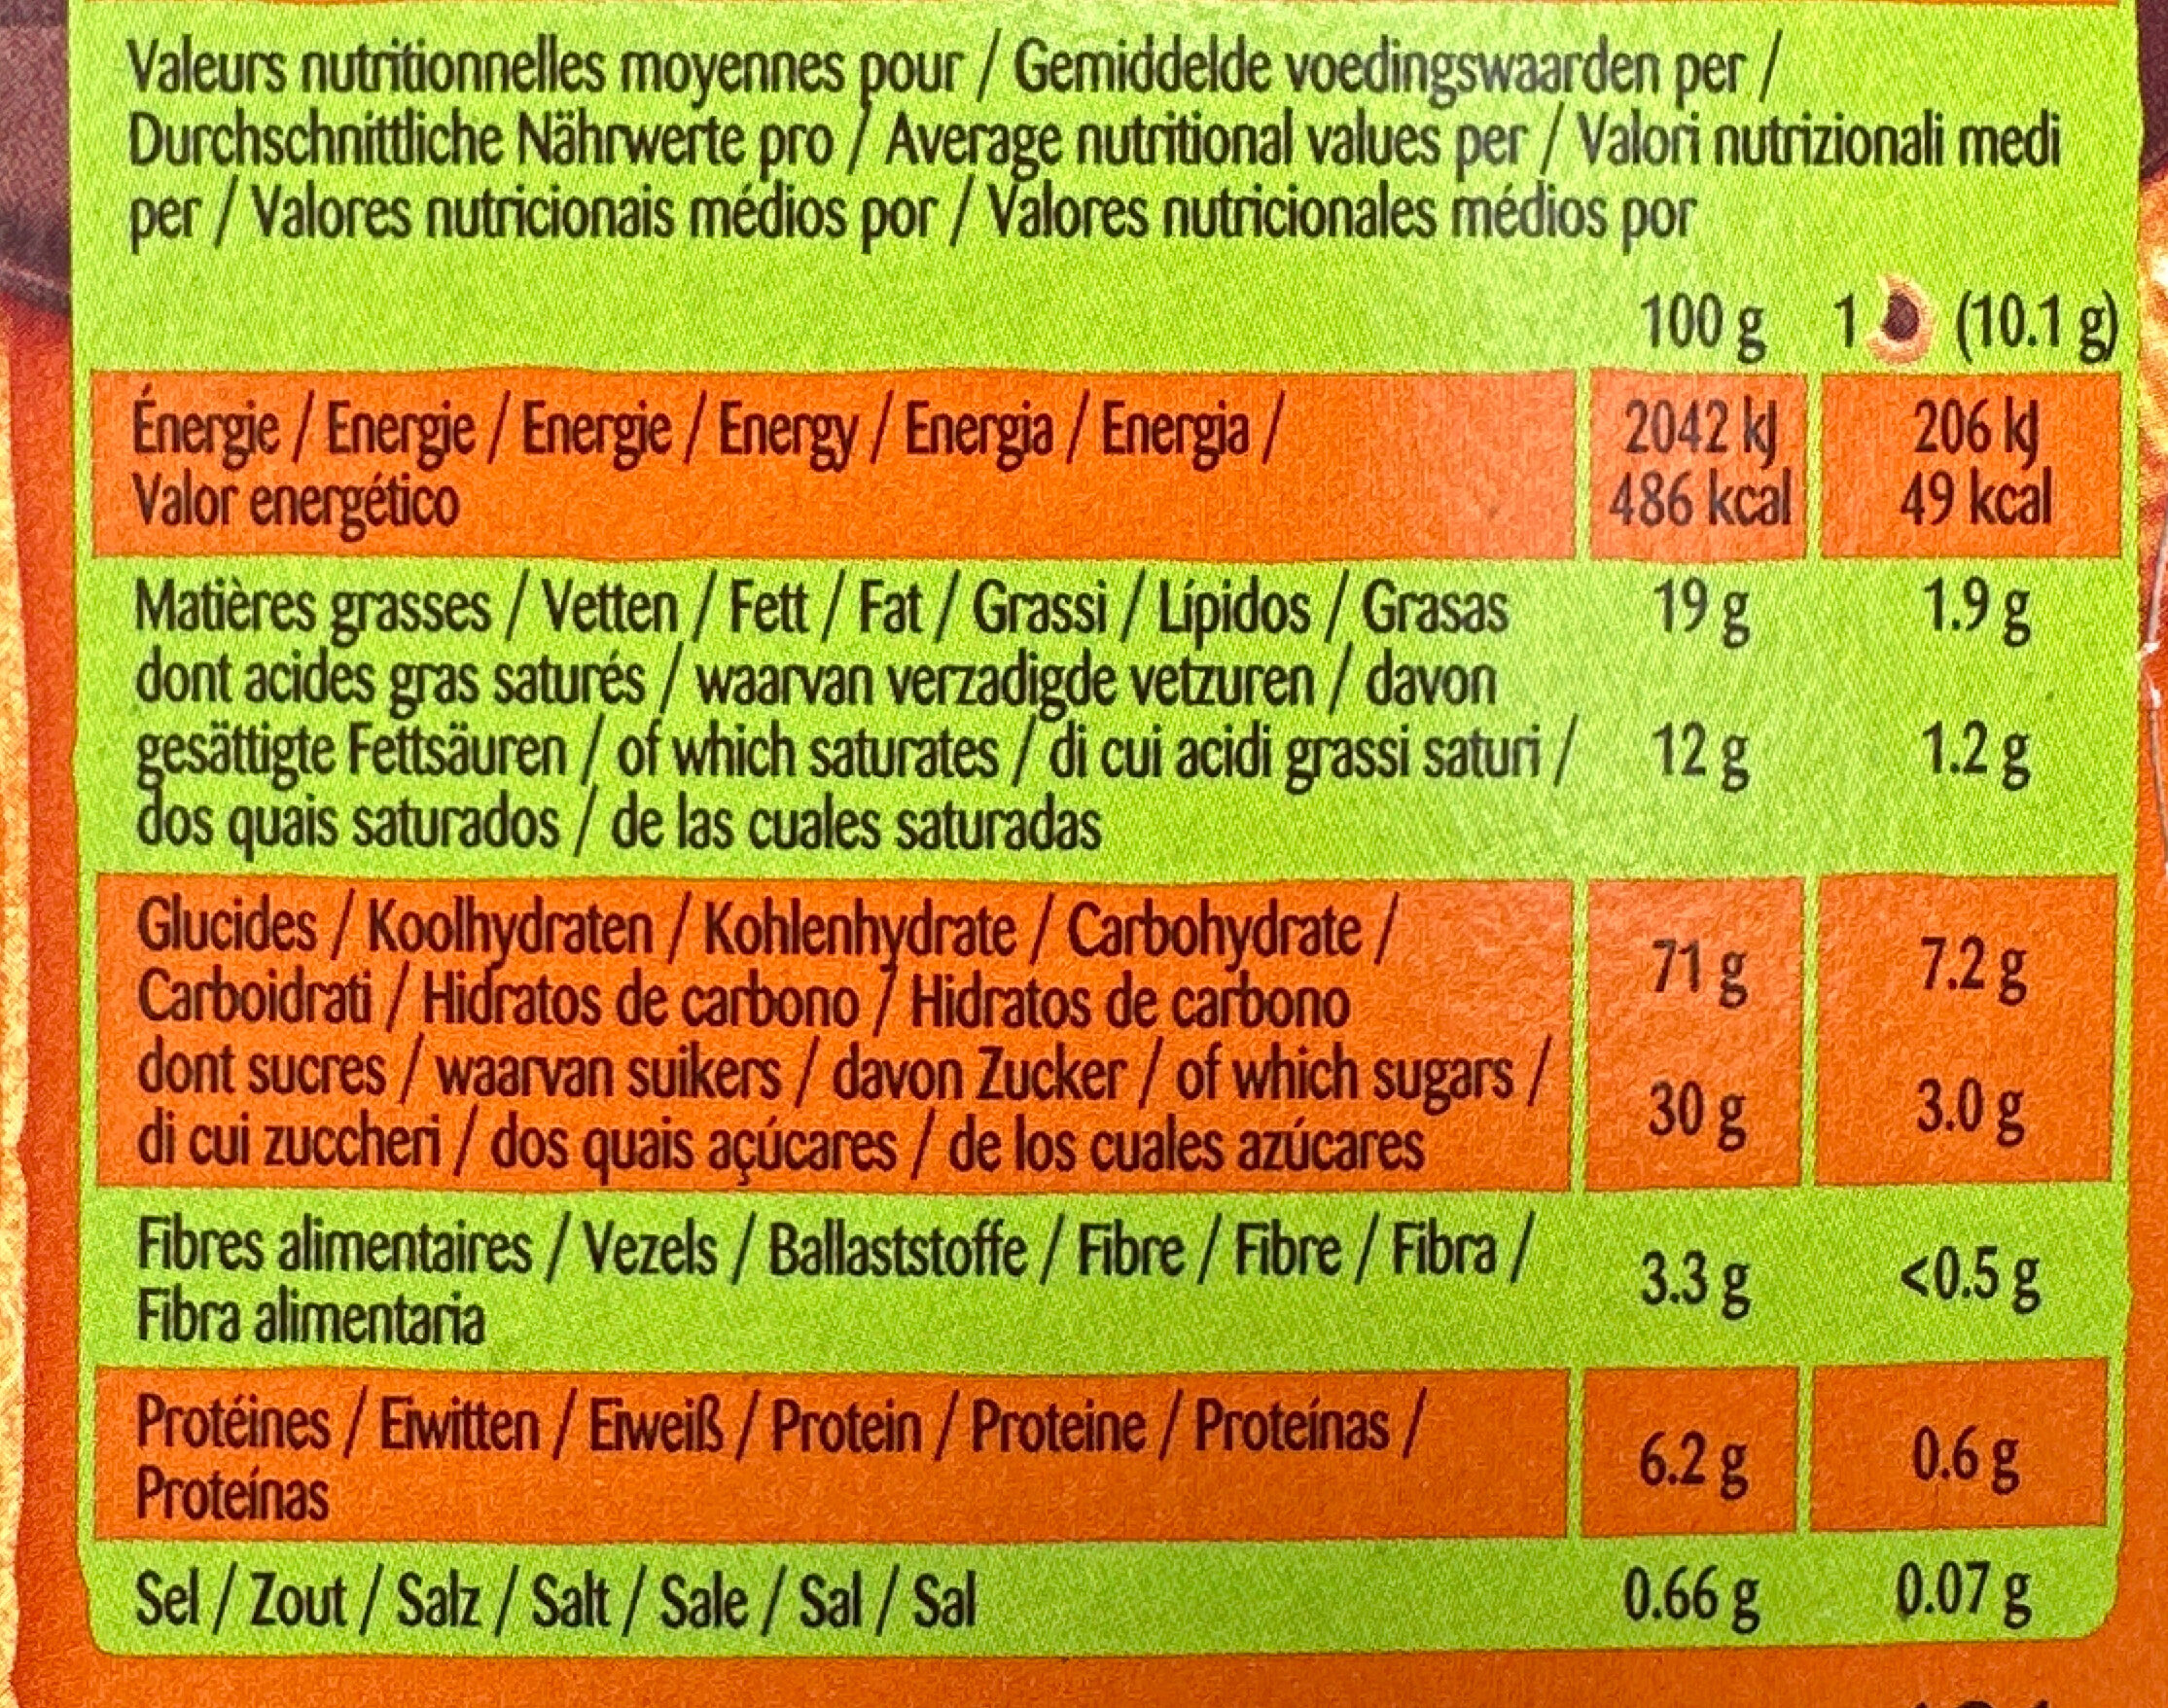 Valeurs nutritionnelles moyennes pour / Gemiddelde voedingswaarden per /
Durchschnittliche Nährwerte pro / Average nutritional values per / Valori nutrizionali medi
per / Valores nutricionais médios por / Valores nutricionales médios por
100 g 1 (10.1 g)
Énergie / Energie / Energie / Energy / Energia / Energia / 2042 kJ 206 kJ
Valor energético 486 kcal 49 kcal
Matières grasses / Vetten / Fett / Fat / Grassi / Lípidos / Grasas 19 g 1.9 g
dont acides gras saturés / waarvan verzadigde vetzuren / davon
gesättigte Fettsäuren / of which saturates / di cui acidi grassi saturi / 12 g 1.2 g
dos quais saturados / de las cuales saturadas
Glucides / Koolhydraten / Kohlenhydrate / Carbohydrate /
Carboidrati / Hidratos de carbono / Hidratos de carbono 71 g 7.2 g
dont sucres / waarvan suikers / davon Zucker / of which sugars /
di cui zuccheri / dos quais açúcares / de los cuales azúcares 30 g 3.0 g
Fibres alimentaires / Vezels / Ballaststoffe / Fibre / Fibre / Fibra / 3.3 g <0.5 g
Fibra alimentaria
Protéines / Eiwitten / Eiweiß / Protein / Proteine / Proteínas / 6.2 g 0.6 g
Proteínas
Sel / Zout / Salz / Salt / Sale / Sal / Sal 0.66 g 0.07 g